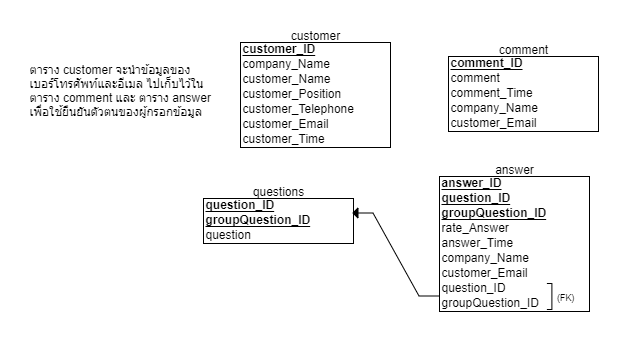 ตาราง customer จะนำข้อมูลของ
เบอร์โทรศัพท์และอีเมล ไปเก็บไว้ใน
ตาราง comment และ ตาราง answer
เพื่อใช้ยืนยันตัวตนของผู้กรอกข้อมูล
customer
customer_ID
company_Name
customer_Name
customer_Position
customer_Telephone
customer_Email
customer_Time
comment
comment_ID
comment
comment_Time
company_Name
customer_Email
questions
question_ID
groupQuestion_ID
question
answer
answer_ID
question_ID
groupQuestion_ID
rate_Answer
answer_Time
company_Name
customer_Email
question_ID
groupQuestion_ID
(FK)